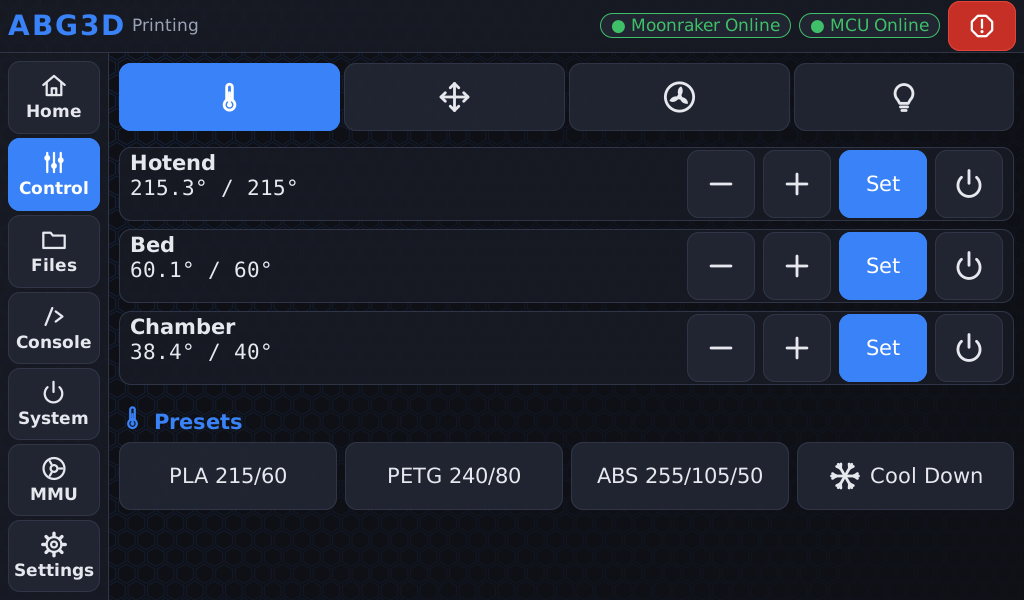 ABG3D Printing
Moonraker Online
MCU Online
Home
Control
Files
Console
System
MMU
Settings
Hotend
215.3° / 215°
Set
Bed
60.1° / 60°
Set
Chamber
38.4° / 40°
Set
Presets
PLA 215/60
PETG 240/80
ABS 255/105/50
Cool Down